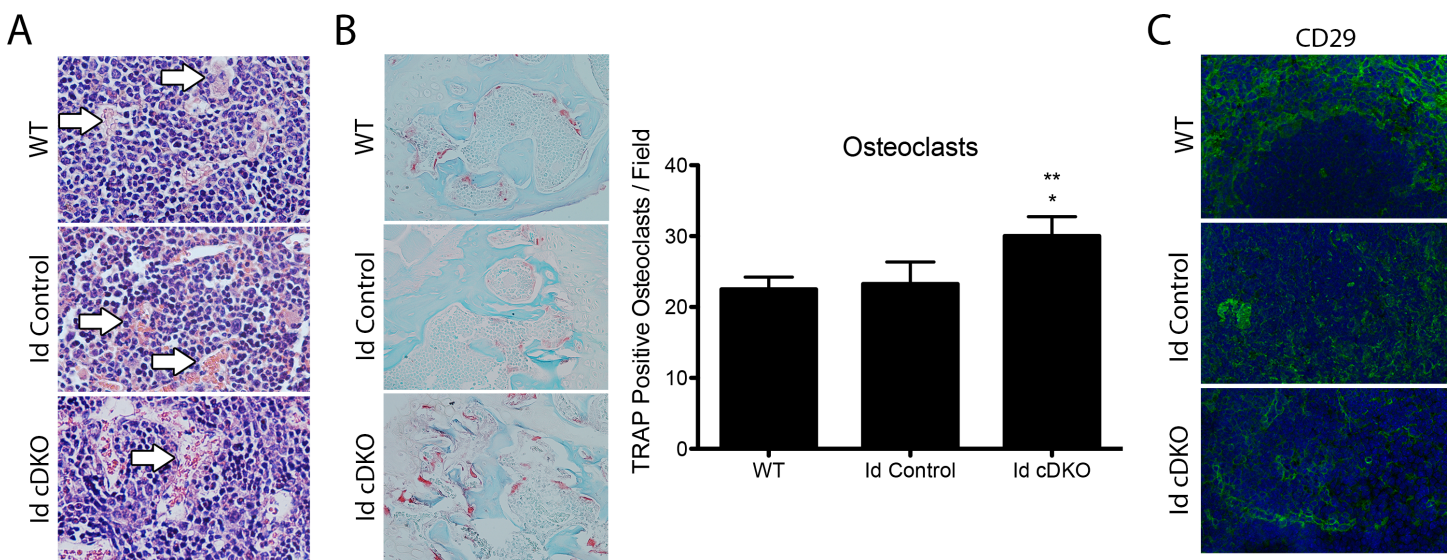 A
WT
Id Control
Id cDKO
B
WT
Id Control
Id cDKO
Osteoclasts
TRAP Positive Osteoclasts / Field
40
30
20
10
0
**
*
WT
Id Control
Id cDKO
C
CD29
WT
Id Control
Id cDKO